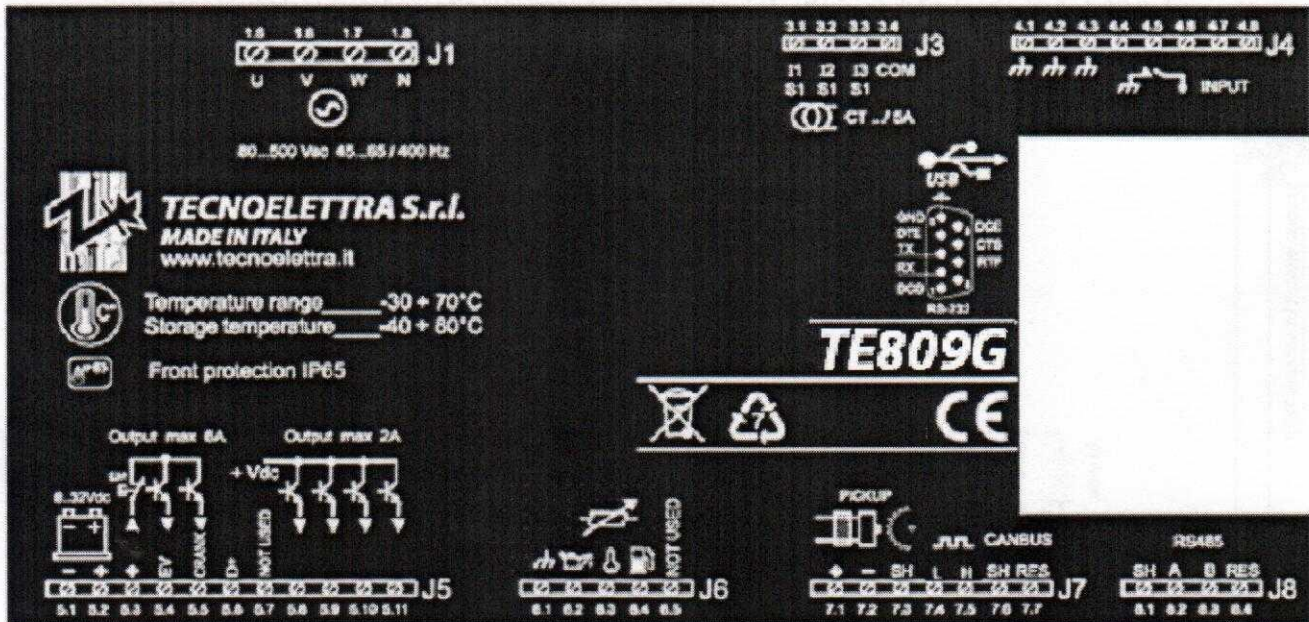 1.5 1.6 1.7 1.8
J1
U V W N
80...500 Vac 45...65 / 400 Hz
3.1 3.2 3.3 3.4
J3
I1 I2 I3 COM
S1 S1 S1
CT .../ 5A
4.1 4.2 4.3 4.4 4.5 4.6 4.7 4.8
J4
INPUT
USB
GND
DTE
TX
RX
DCD
DCE
CTS
RTF
RS-232
TECNOELETTRA S.r.l.
MADE IN ITALY
www.tecnoelettra.it
C°
Temperature range_____-30 + 70°C
Storage temperature____-40 + 80°C
Front protection IP65
TE809G
7
CE
Output max 6A
Output max 2A
+ Vdc
8...32Vdc
- +
- + + EV CRANK D+ NOT USED
J5
5.1 5.2 5.3 5.4 5.5 5.6 5.7 5.8 5.9 5.10 5.11
NOT USED
J6
6.1 6.2 6.3 6.4 6.5
PICKUP
CANBUS
+ - SH L H SH RES
J7
7.1 7.2 7.3 7.4 7.5 7.6 7.7
RS485
SH A B RES
J8
8.1 8.2 8.3 8.4